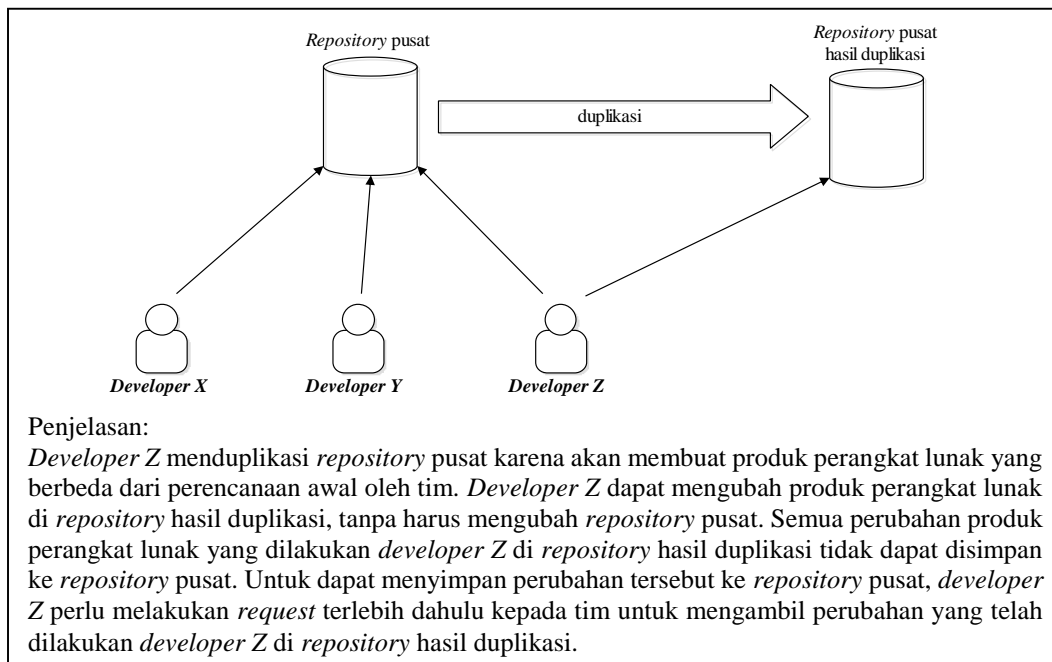 Repository pusat
Repository pusat
hasil duplikasi
duplikasi
Developer X
Developer Y
Developer Z
Penjelasan:
Developer Z menduplikasi repository pusat karena akan membuat produk perangkat lunak yang
berbeda dari perencanaan awal oleh tim. Developer Z dapat mengubah produk perangkat lunak
di repository hasil duplikasi, tanpa harus mengubah repository pusat. Semua perubahan produk
perangkat lunak yang dilakukan developer Z di repository hasil duplikasi tidak dapat disimpan
ke repository pusat. Untuk dapat menyimpan perubahan tersebut ke repository pusat, developer
Z perlu melakukan request terlebih dahulu kepada tim untuk mengambil perubahan yang telah
dilakukan developer Z di repository hasil duplikasi.